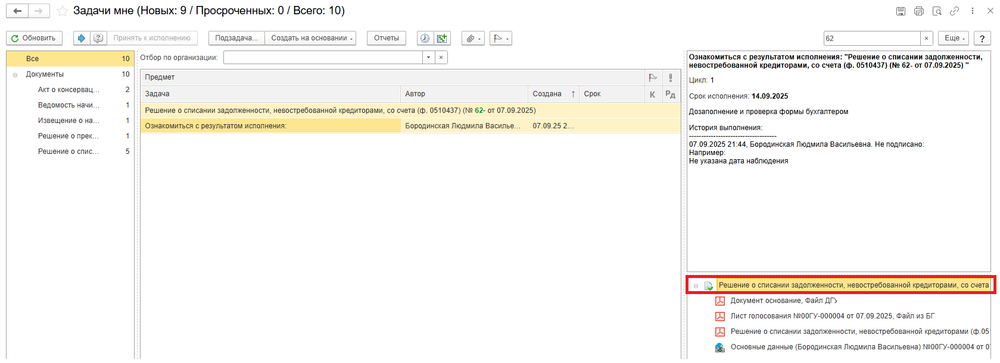 Задачи мне (Новых: 9 / Просроченных: 0 / Всего: 10)
Обновить
Принять к исполнению
Подзадача...
Создать на основании
Отчеты
62
×
Еще
?
Все 10
Документы 10
Акт о консервац... 2
Ведомость начи... 1
Извещение о на... 1
Решение о прек... 1
Решение о спис... 5
Отбор по организации:
Предмет
Задача Автор Создана ↑ Срок К Рд
Решение о списании задолженности, невостребованной кредиторами, со счета (ф. 0510437) (№ 62- от 07.09.2025)
Ознакомиться с результатом исполнения: Бородинская Людмила Василье... 07.09.25 2...
Ознакомиться с результатом исполнения: "Решение о списании задолженности,
невостребованной кредиторами, со счета (ф. 0510437) (№ 62- от 07.09.2025) "
Цикл: 1
Срок исполнения: 14.09.2025
Дозаполнение и проверка формы бухгалтером
История выполнения:
------------------------------------
07.09.2025 21:44, Бородинская Людмила Васильевна. Не подписано:
Например:
Не указана дата наблюдения
Решение о списании задолженности, невостребованной кредиторами, со счета
Документ основание, Файл ДГУ
Лист голосования №00ГУ-000004 от 07.09.2025, Файл из БГ
Решение о списании задолженности, невостребованной кредиторами (ф.05
Основные данные (Бородинская Людмила Васильевна) №00ГУ-000004 от 0